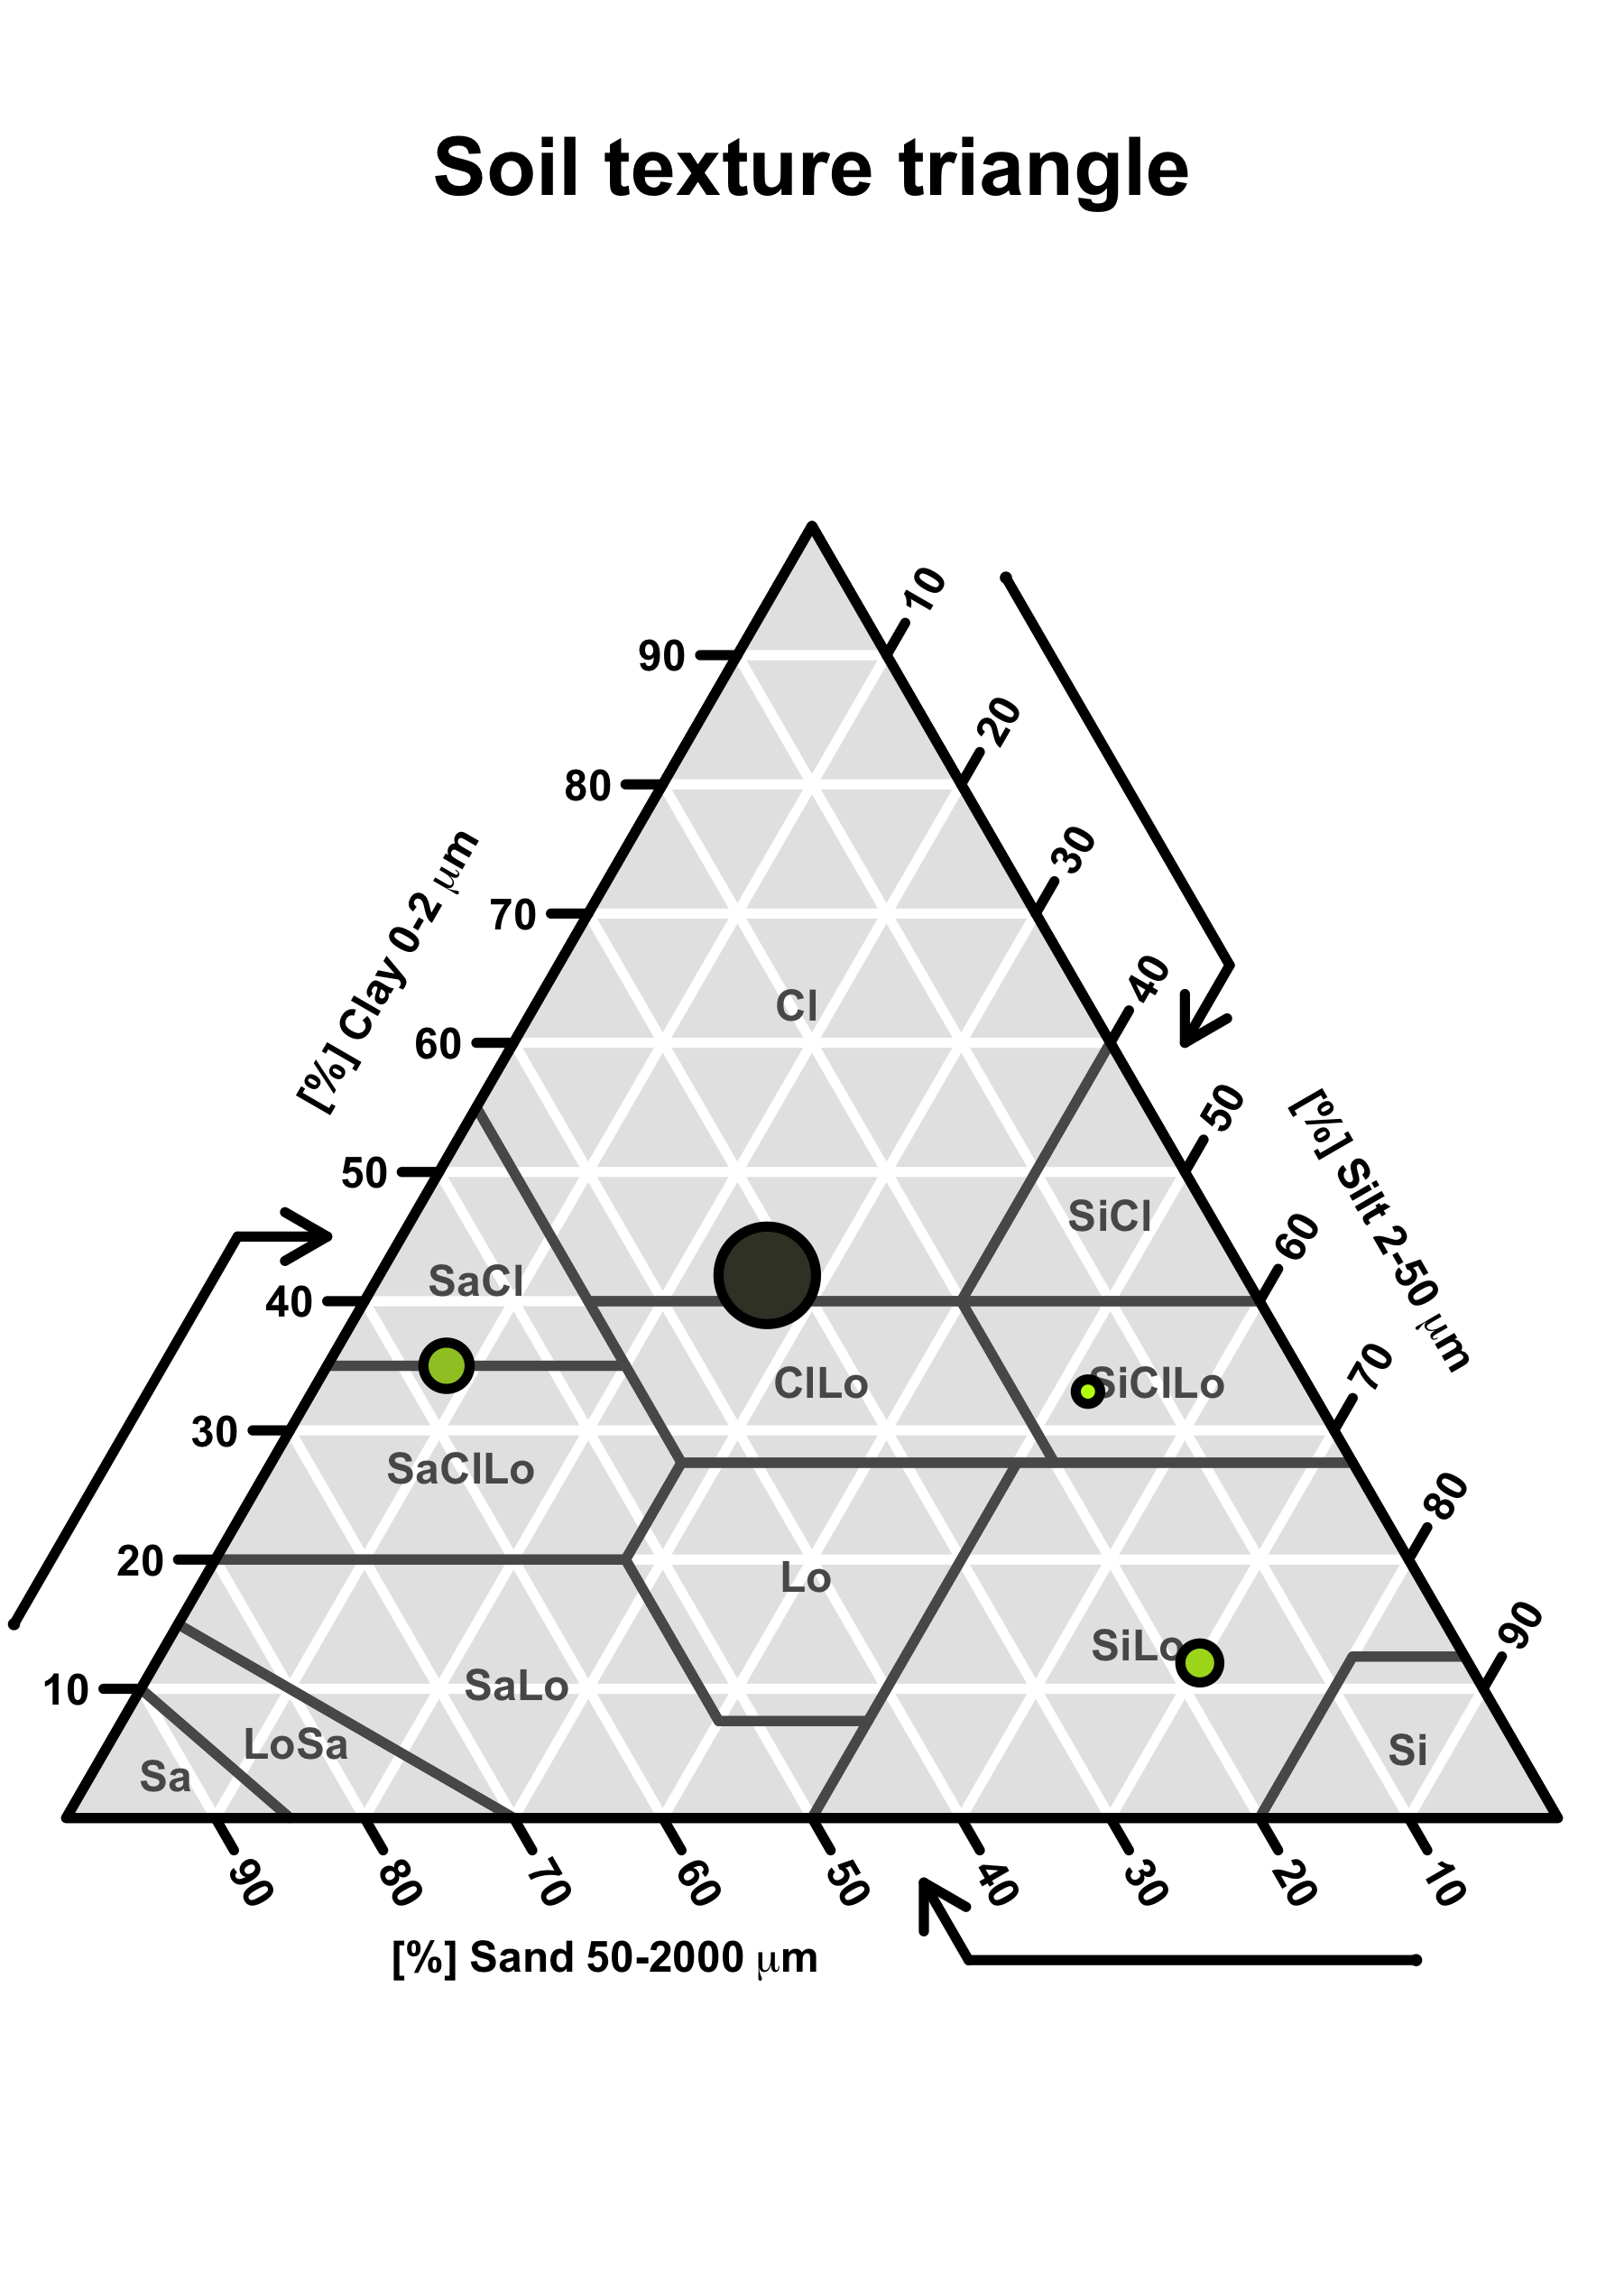 Soil texture triangle
10
90
20
80
30
[%] Clay 0-2 μm
70
40
Cl
60
50
[%] Silt 2-50 μm
50
SiCl
60
SaCl
40
70
ClLo
SiClLo
30
SaClLo
80
20
Lo
90
SiLo
10
SaLo
LoSa
Si
Sa
90
80
70
60
50
40
30
20
10
[%] Sand 50-2000 μm